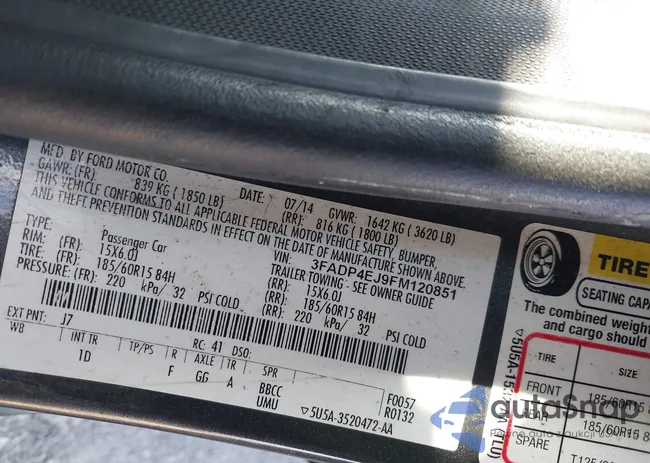 MFD. BY FORD MOTOR CO.
DATE: 07/14 GVWR: 1642 KG (3620 LB)
GAWR: (FR): 839 KG (1850 LB) (RR): 816 KG (1800 LB)
THIS VEHICLE CONFORMS TO ALL APPLICABLE FEDERAL MOTOR VEHICLE SAFETY, BUMPER,
AND THEFT PREVENTION STANDARDS IN EFFECT ON THE DATE OF MANUFACTURE SHOWN ABOVE.
VIN: 3FADP4EJ9FM120851
TYPE: Passenger Car TRAILER TOWING - SEE OWNER GUIDE
RIM: (FR) 15X6.0J (RR) 15X6.0J
TIRE: (FR) 185/60R15 84H (RR) 185/60R15 84H
PRESSURE: (FR) 220 kPa/ 32 PSI COLD (RR) 220 kPa/ 32 PSI COLD
EXT PNT: J7 RC: 41 DSO: F0057
WB INT TR TP/PS R AXLE TR SPR R0132
1D F GG A BBCC
UMU ▽5U5A-3520472-AA
TIRE
SEATING CAPA
The combined weight
and cargo should
TIRE SIZE
FRONT 185/60R15
REAR 185/60R15
SPARE
autaSnap